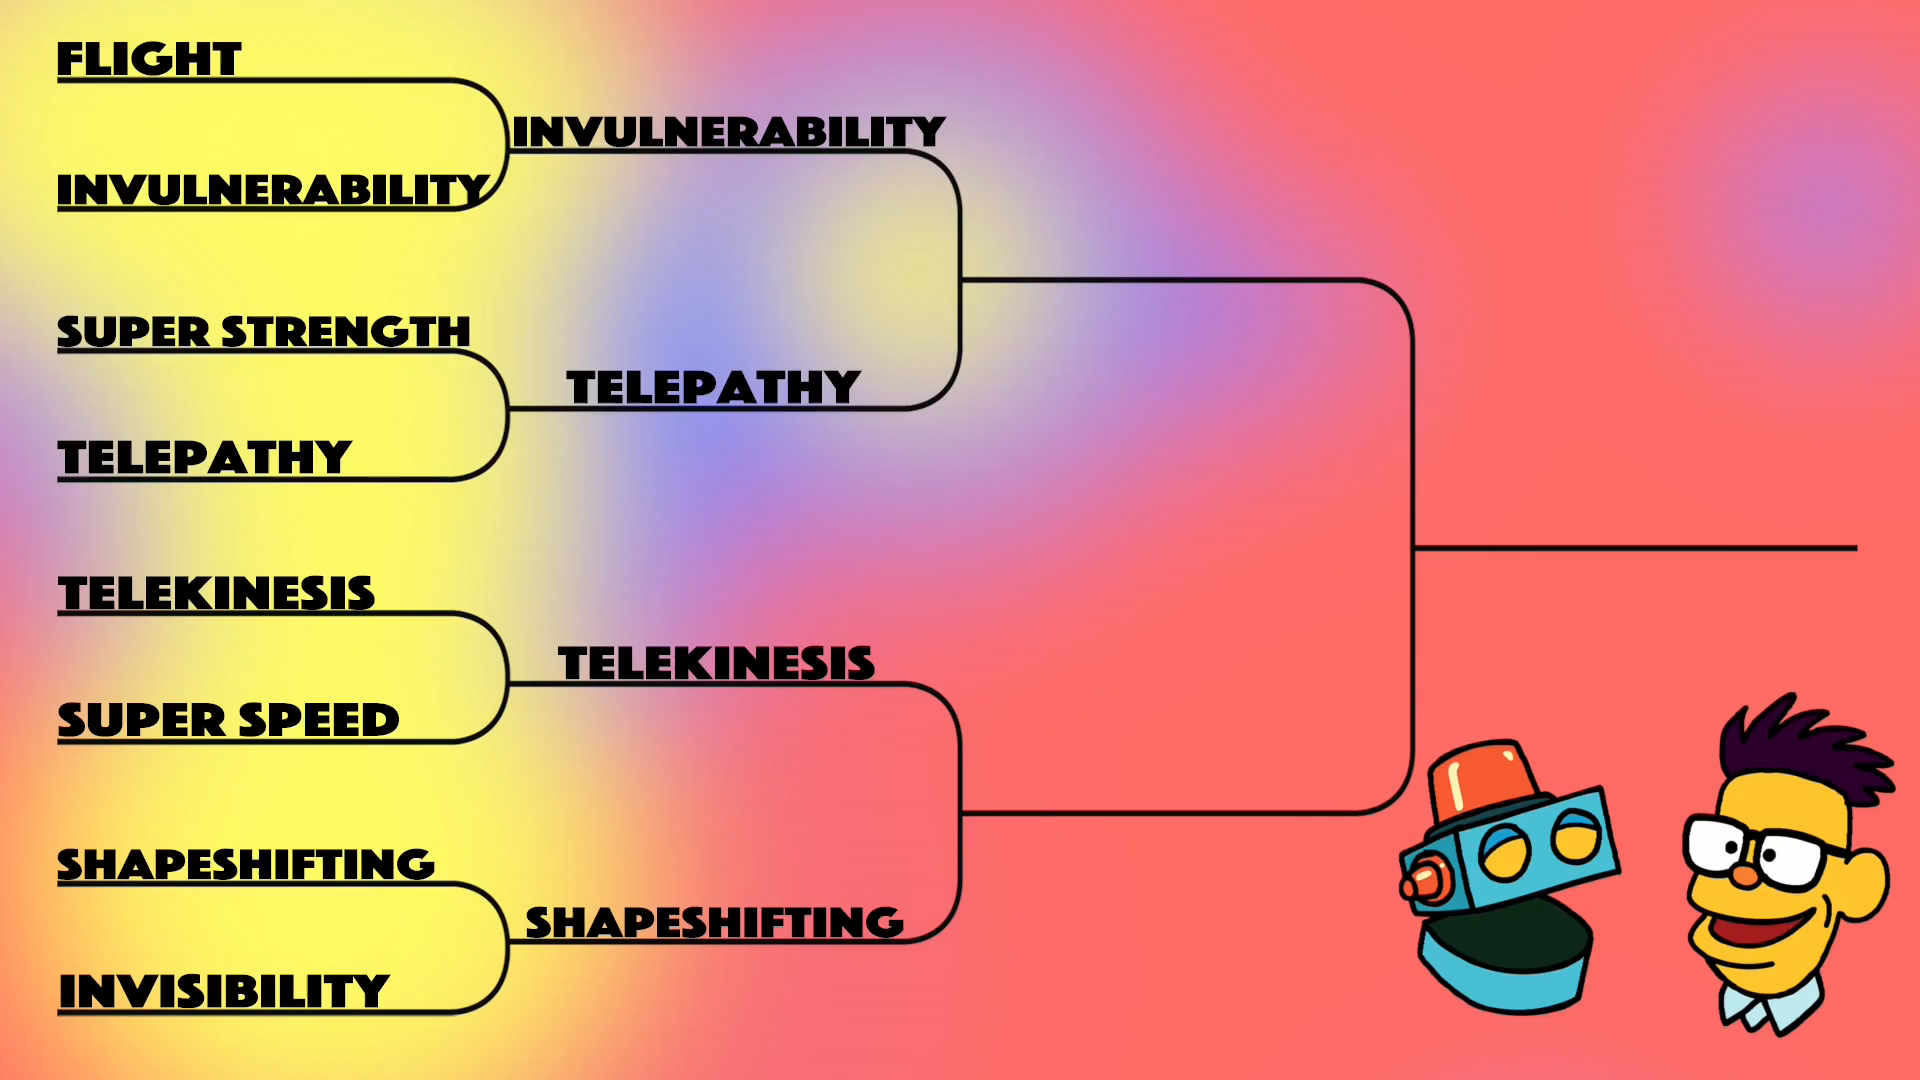 FLIGHT
INVULNERABILITY
SUPER STRENGTH
TELEPATHY
TELEKINESIS
SUPER SPEED
SHAPESHIFTING
INVISIBILITY
INVULNERABILITY
TELEPATHY
TELEKINESIS
SHAPESHIFTING